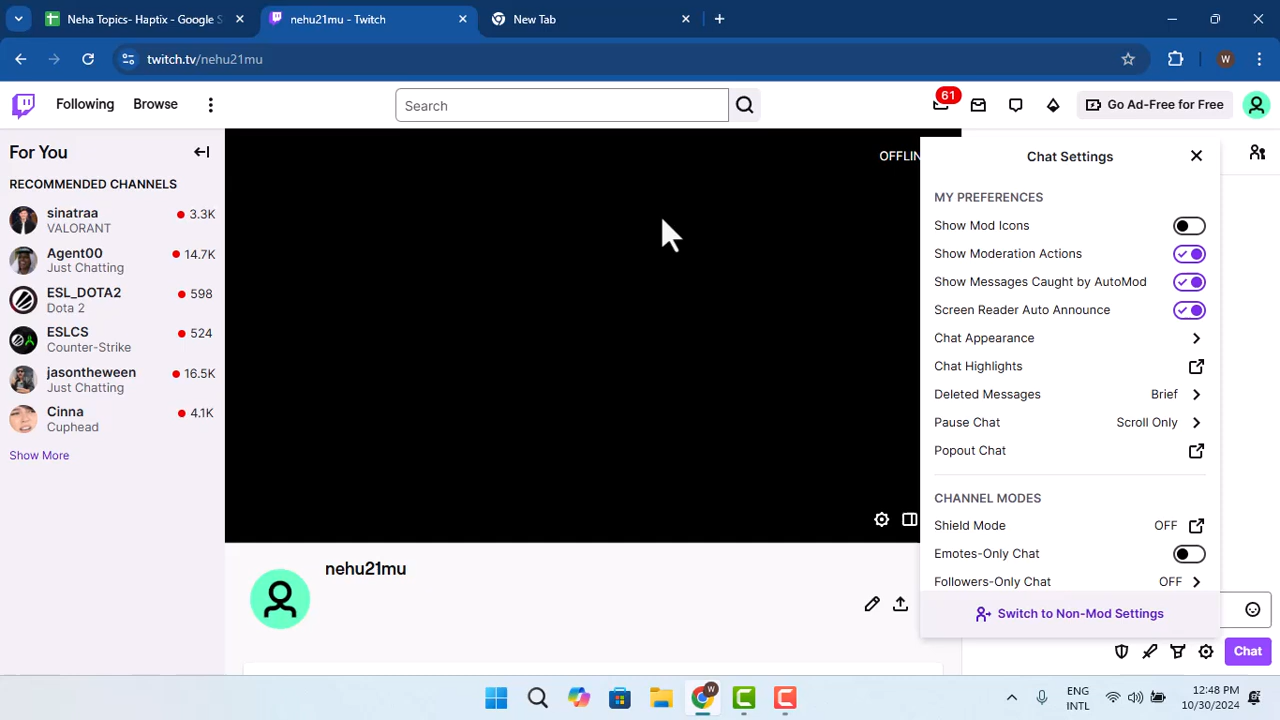 Neha Topics- Haptix - Google S
nehu21mu - Twitch
New Tab
twitch.tv/nehu21mu
W
Following
Browse
Search
61
Go Ad-Free for Free
For You
RECOMMENDED CHANNELS
sinatraa
3.3K
VALORANT
Agent00
14.7K
Just Chatting
ESL_DOTA2
598
Dota 2
ESLCS
524
Counter-Strike
jasontheween
16.5K
Just Chatting
Cinna
4.1K
Cuphead
Show More
OFFLIN
nehu21mu
Chat Settings
MY PREFERENCES
Show Mod Icons
Show Moderation Actions
Show Messages Caught by AutoMod
Screen Reader Auto Announce
Chat Appearance
Chat Highlights
Deleted Messages Brief
Pause Chat Scroll Only
Popout Chat
CHANNEL MODES
Shield Mode OFF
Emotes-Only Chat
Followers-Only Chat OFF
Switch to Non-Mod Settings
Chat
W
ENG
INTL
12:48 PM
10/30/2024